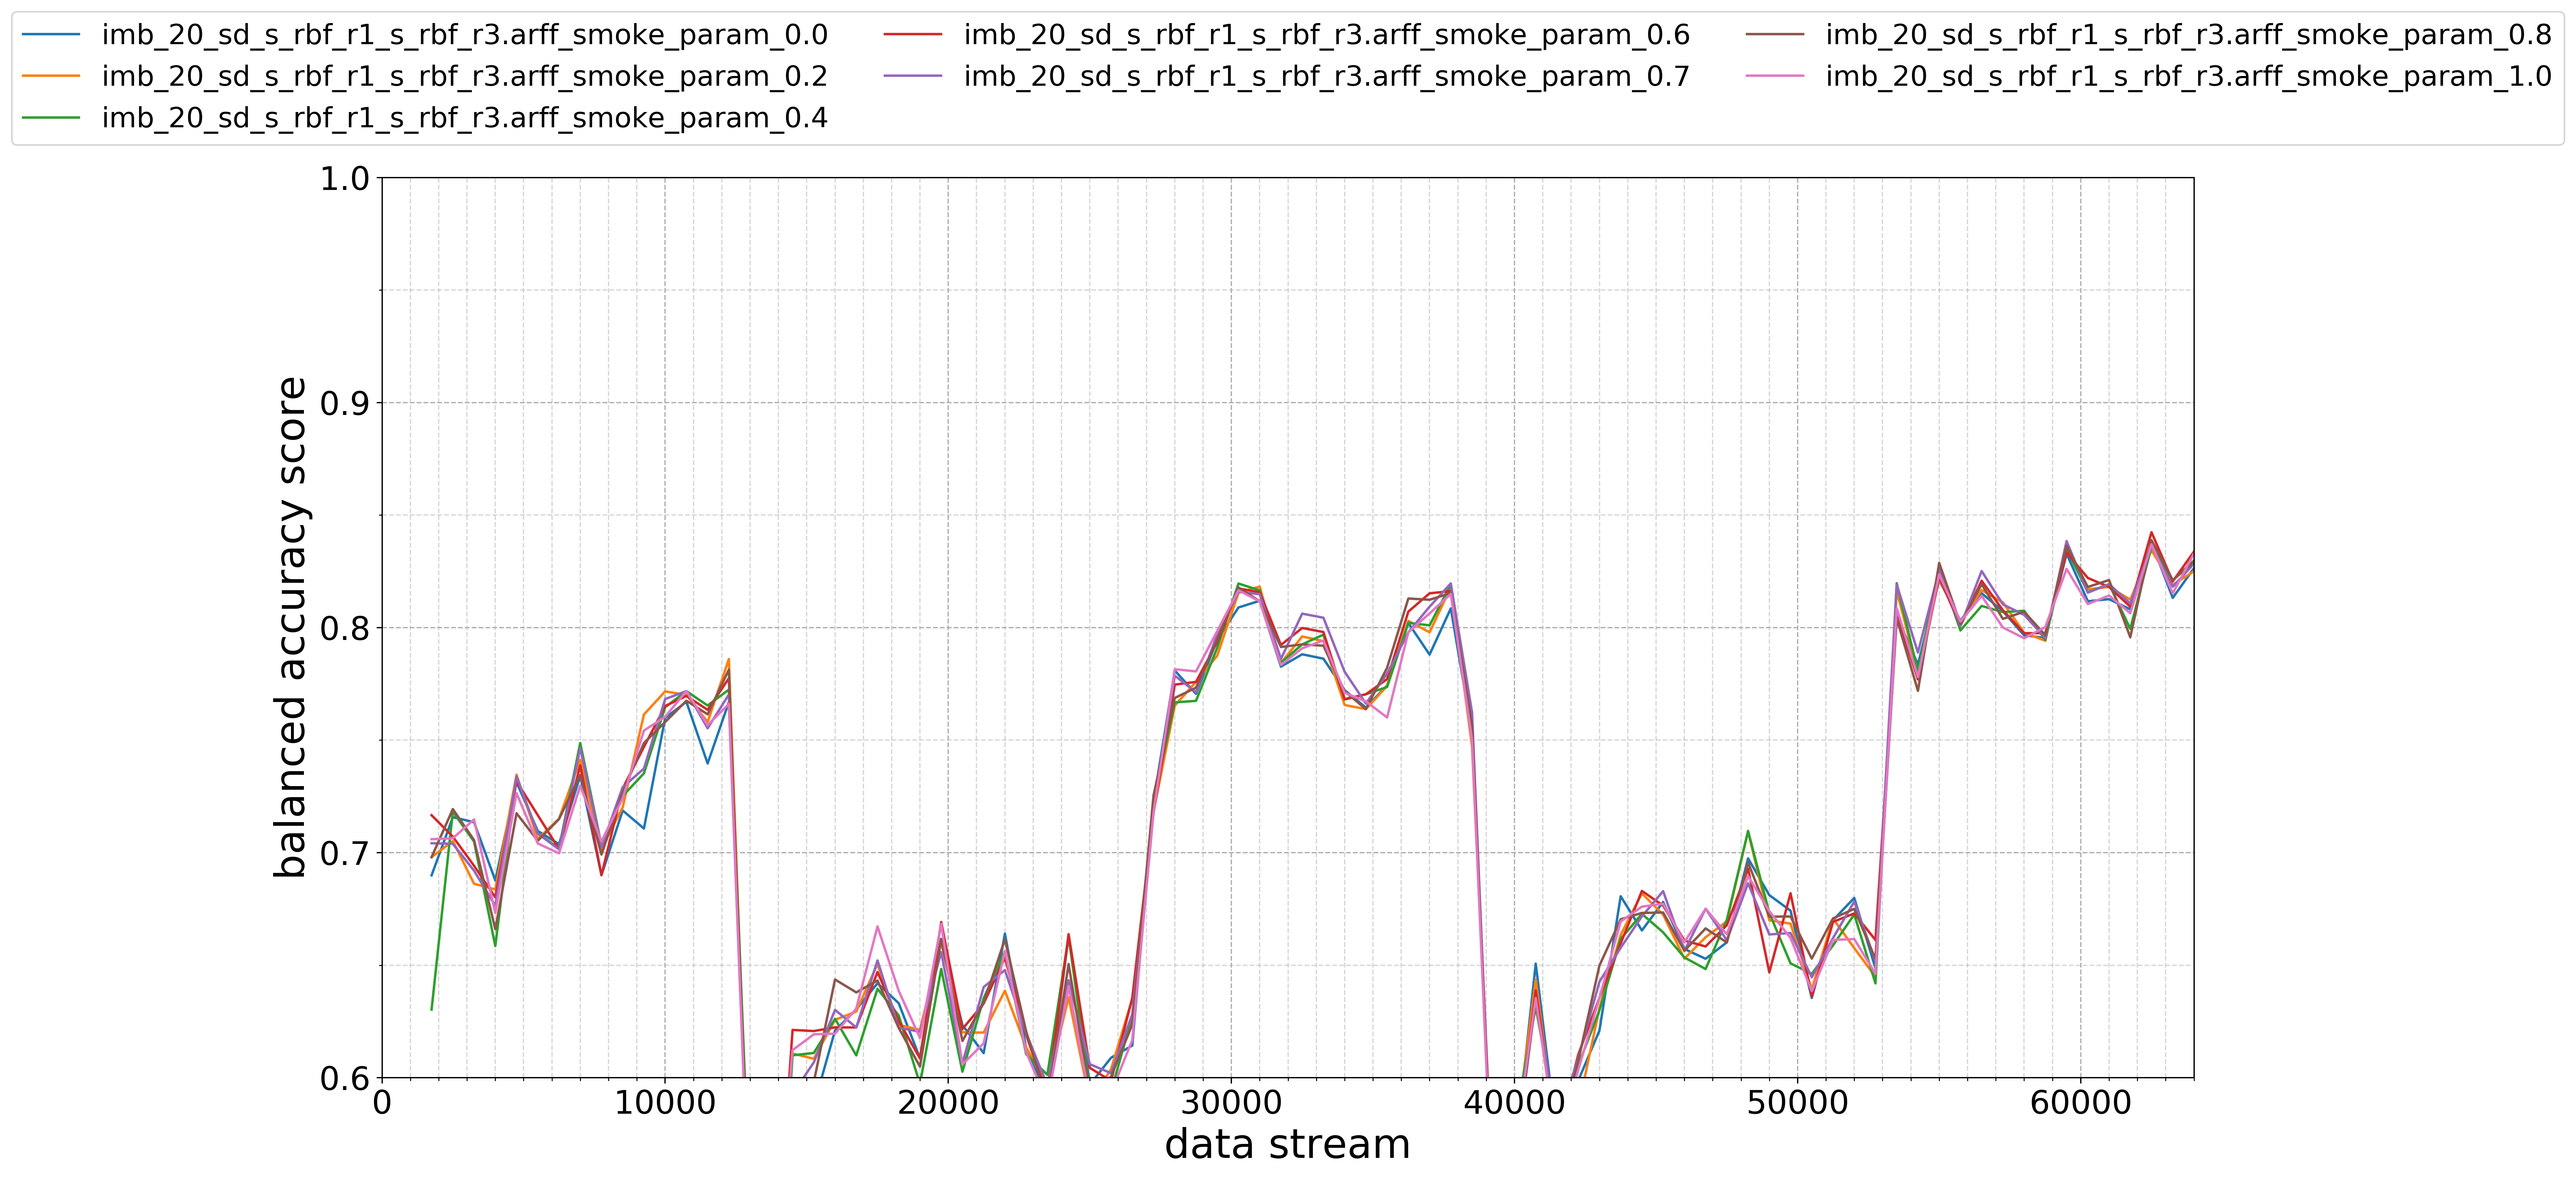 imb_20_sd_s_rbf_r1_s_rbf_r3.arff_smoke_param_0.0
imb_20_sd_s_rbf_r1_s_rbf_r3.arff_smoke_param_0.2
imb_20_sd_s_rbf_r1_s_rbf_r3.arff_smoke_param_0.4
imb_20_sd_s_rbf_r1_s_rbf_r3.arff_smoke_param_0.6
imb_20_sd_s_rbf_r1_s_rbf_r3.arff_smoke_param_0.7
imb_20_sd_s_rbf_r1_s_rbf_r3.arff_smoke_param_0.8
imb_20_sd_s_rbf_r1_s_rbf_r3.arff_smoke_param_1.0
balanced accuracy score
1.0
0.9
0.8
0.7
0.6
0 10000 20000 30000 40000 50000 60000
data stream